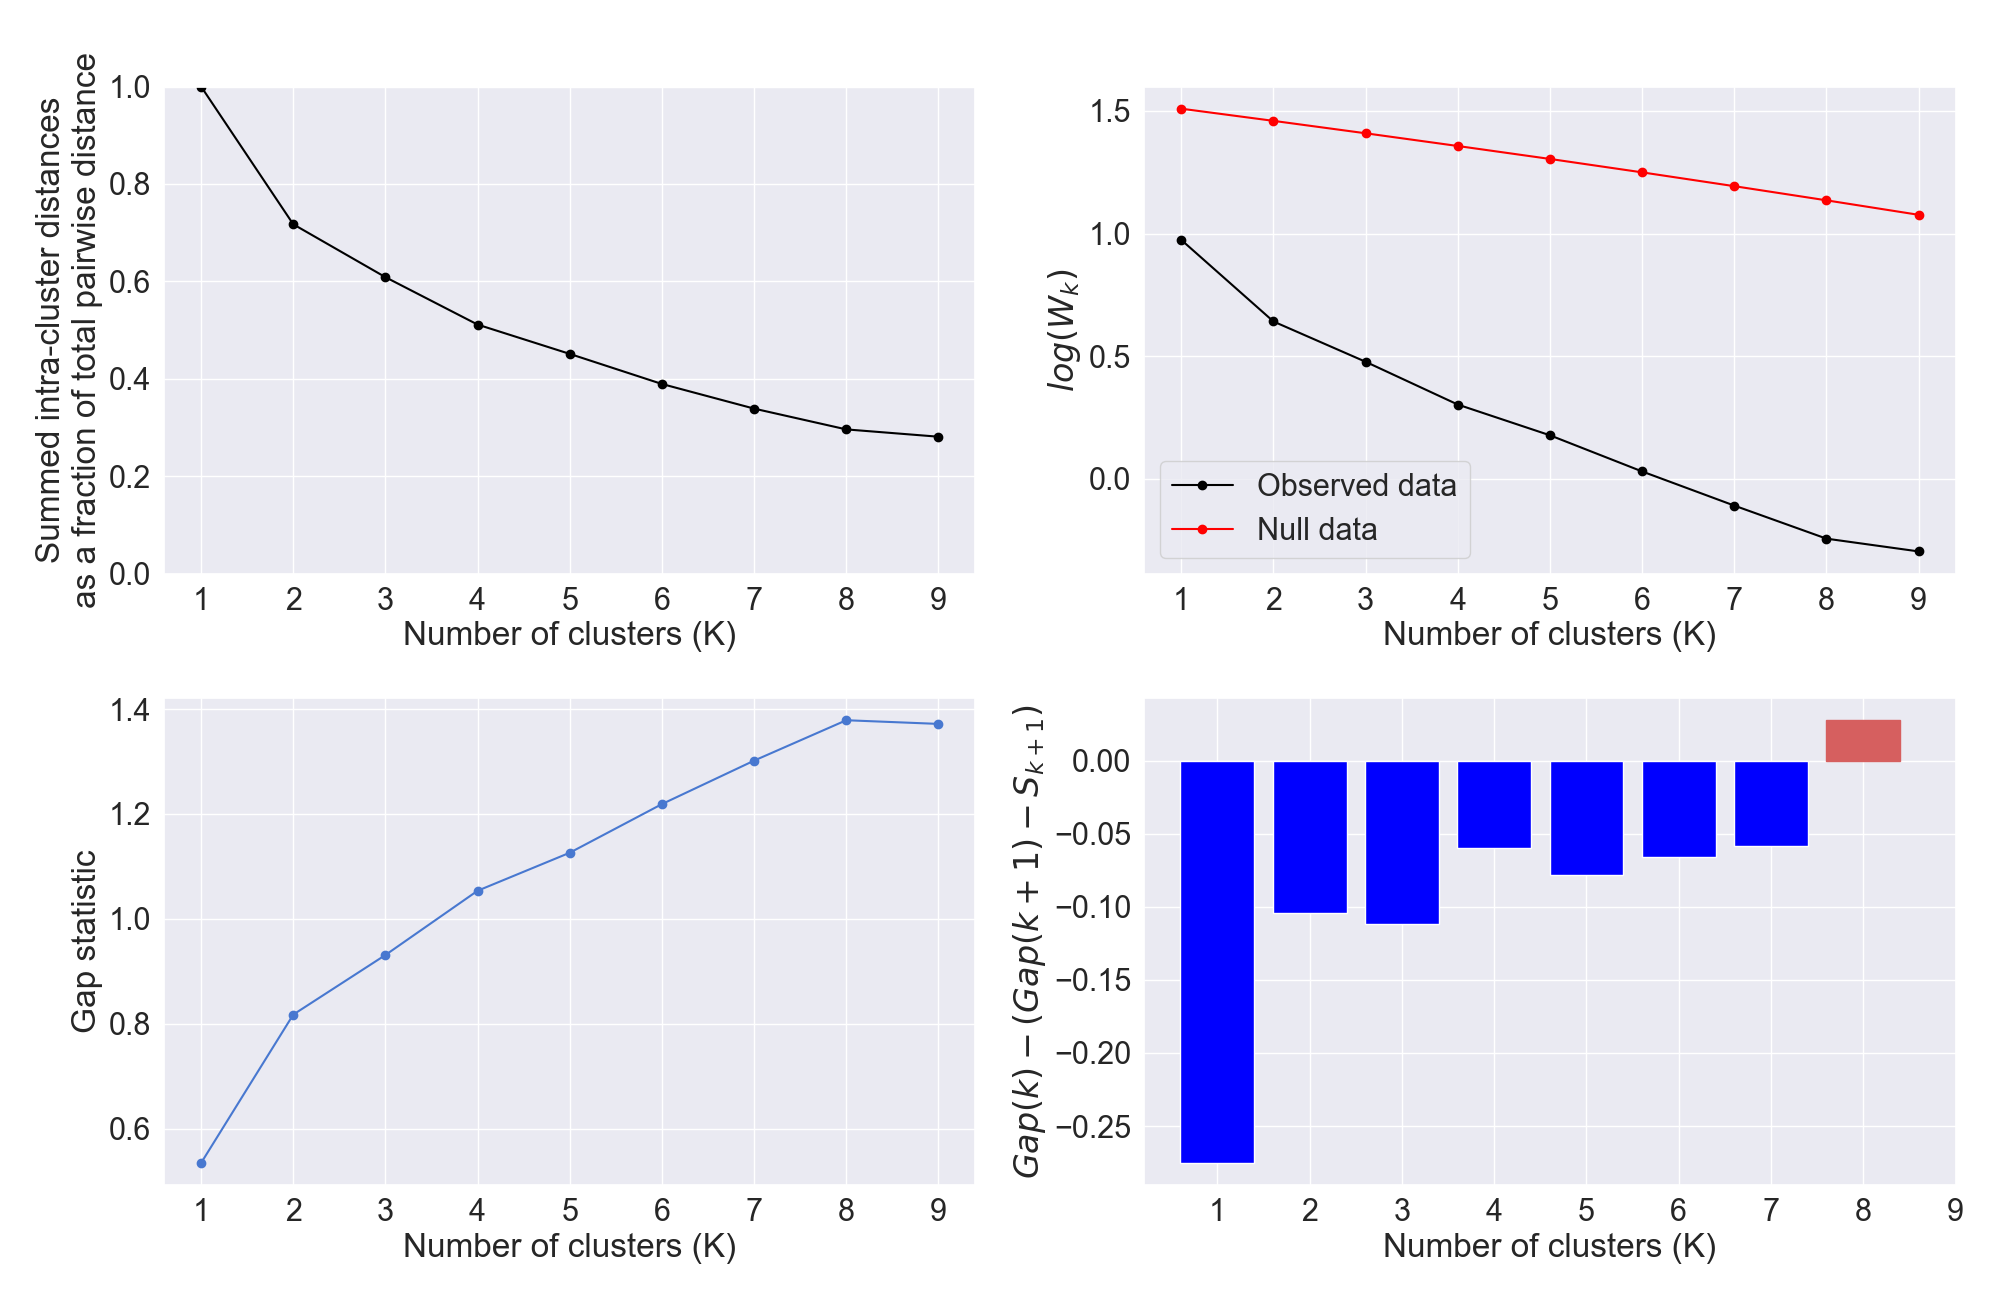 Summed intra-cluster distances
as a fraction of total pairwise distance
1.0
0.8
0.6
0.4
0.2
0.0
1 2 3 4 5 6 7 8 9
Number of clusters (K)
log(W_k)
1.5
1.0
0.5
0.0
Observed data
Null data
1 2 3 4 5 6 7 8 9
Number of clusters (K)
Gap statistic
1.4
1.2
1.0
0.8
0.6
1 2 3 4 5 6 7 8 9
Number of clusters (K)
Gap(k) − (Gap(k + 1) − S_{k+1})
0.00
−0.05
−0.10
−0.15
−0.20
−0.25
1 2 3 4 5 6 7 8 9
Number of clusters (K)